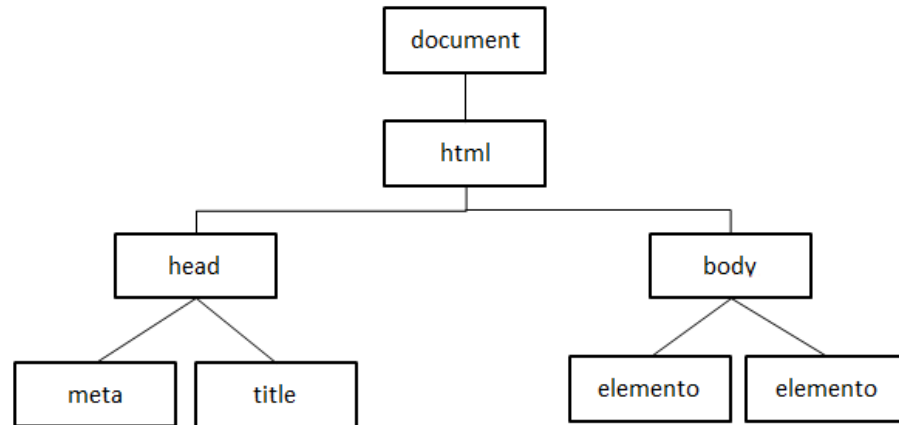 document
html
head
body
meta
title
elemento
elemento